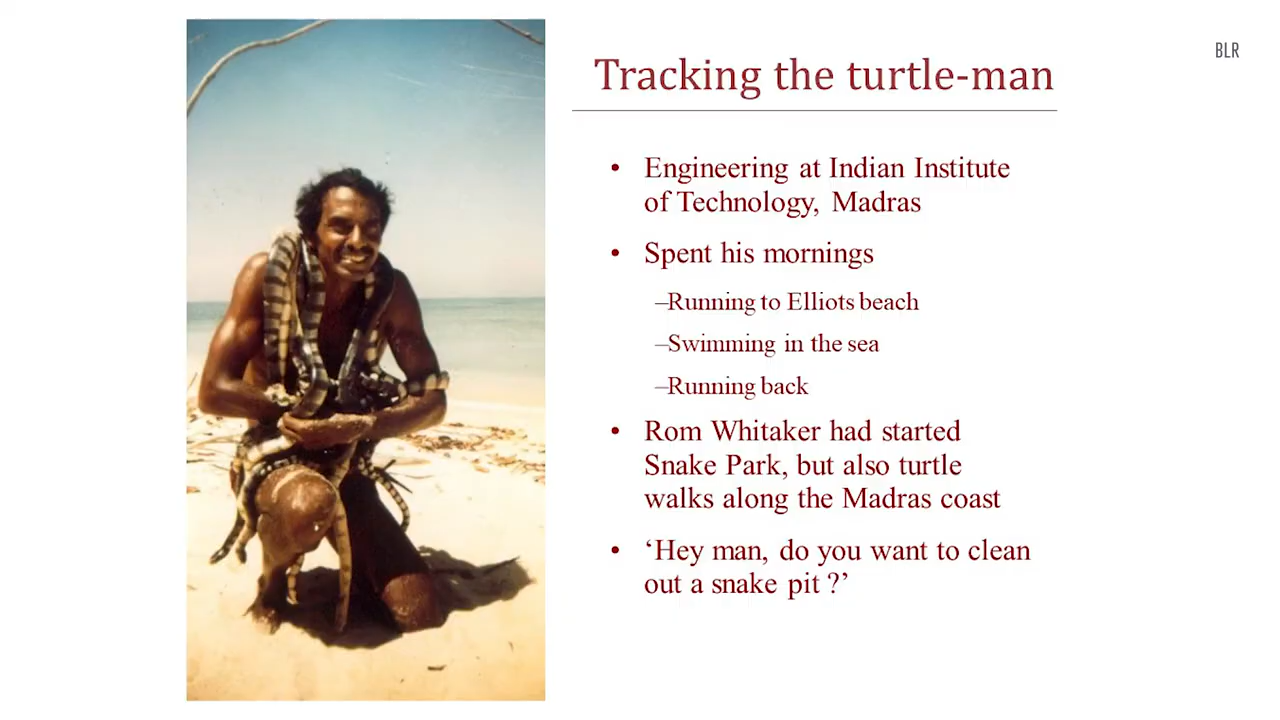 BLR
Tracking the turtle-man
• Engineering at Indian Institute
of Technology, Madras
• Spent his mornings
–Running to Elliots beach
–Swimming in the sea
–Running back
• Rom Whitaker had started
Snake Park, but also turtle
walks along the Madras coast
• ‘Hey man, do you want to clean
out a snake pit ?’